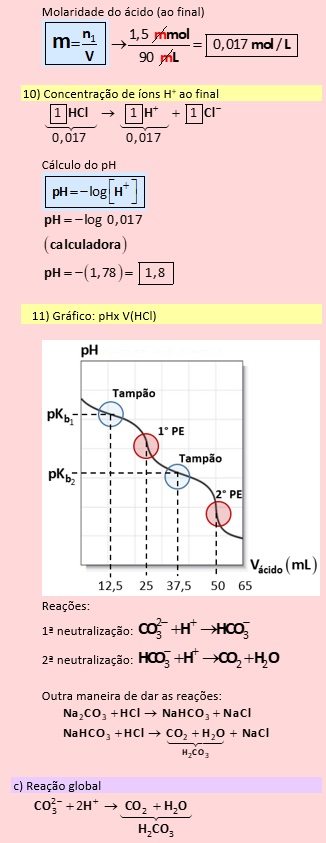 Molaridade do ácido (ao final)
m = n₁/V → 1,5 mmol / 90 mL = 0,017 mol/L
10) Concentração de íons H⁺ ao final
1 HCl → 1 H⁺ + 1 Cl⁻
0,017 0,017
Cálculo do pH
pH = −log[H⁺]
pH = −log 0,017
(calculadora)
pH = −(1,78) = 1,8
11) Gráfico: pHx V(HCl)
pH
Tampão
pK_b₁
1° PE
Tampão
pK_b₂
2° PE
V_ácido (mL)
12,5 25 37,5 50 65
Reações:
1ª neutralização: CO₃²⁻ + H⁺ → HCO₃⁻
2ª neutralização: HCO₃⁻ + H⁺ → CO₂ + H₂O
Outra maneira de dar as reações:
Na₂CO₃ + HCl → NaHCO₃ + NaCl
NaHCO₃ + HCl → CO₂ + H₂O + NaCl
H₂CO₃
c) Reação global
CO₃²⁻ + 2H⁺ → CO₂ + H₂O
H₂CO₃